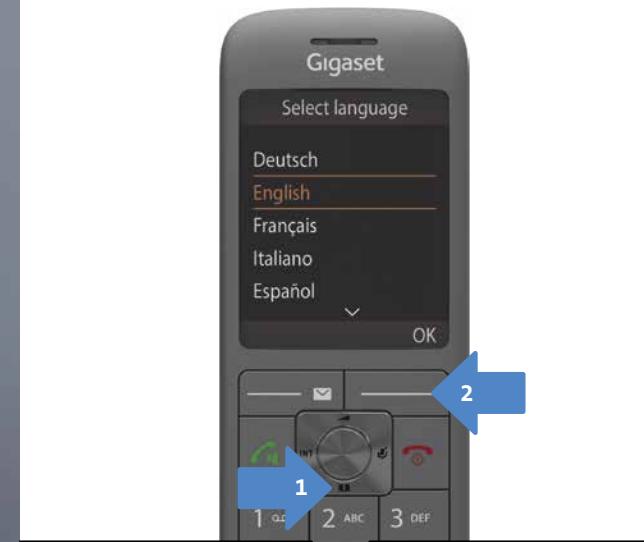 Gigaset
Select language
Deutsch
English
Français
Italiano
Español
OK
2
INT
1
1
2 ABC
3 DEF